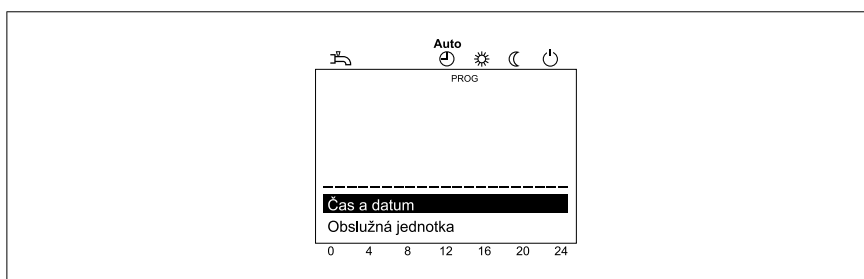 Auto
PROG
Čas a datum
Obslužná jednotka
0 4 8 12 16 20 24